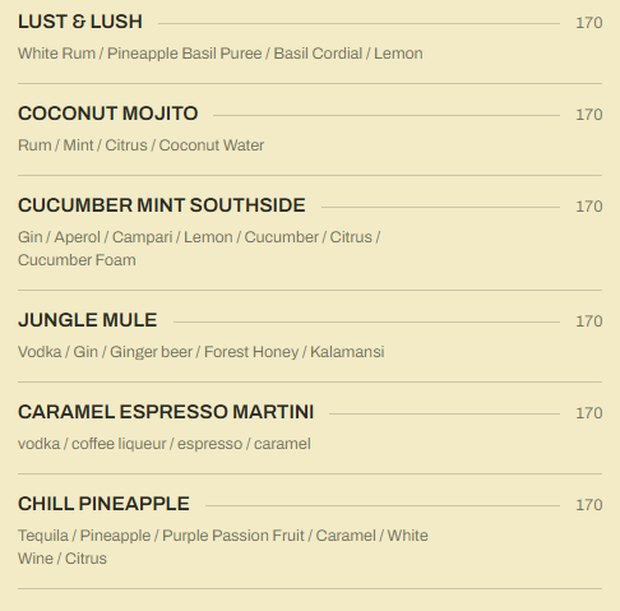 LUST & LUSH 170
White Rum / Pineapple Basil Puree / Basil Cordial / Lemon
COCONUT MOJITO 170
Rum / Mint / Citrus / Coconut Water
CUCUMBER MINT SOUTHSIDE 170
Gin / Aperol / Campari / Lemon / Cucumber / Citrus /
Cucumber Foam
JUNGLE MULE 170
Vodka / Gin / Ginger beer / Forest Honey / Kalamansi
CARAMEL ESPRESSO MARTINI 170
vodka / coffee liqueur / espresso / caramel
CHILL PINEAPPLE 170
Tequila / Pineapple / Purple Passion Fruit / Caramel / White
Wine / Citrus